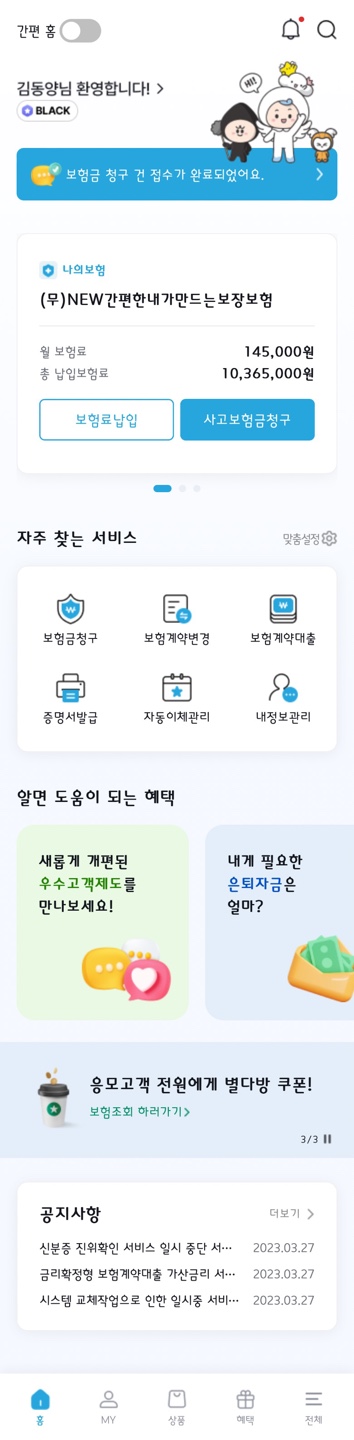 간편 홈
김동양님 환영합니다!
BLACK
Hi!
보험금 청구 건 접수가 완료되었어요.
나의보험
(무)NEW간편한내가만드는보장보험
월 보험료 145,000원
총 납입보험료 10,365,000원
보험료납입 사고보험금청구
자주 찾는 서비스 맞춤설정
보험금청구 보험계약변경 보험계약대출
증명서발급 자동이체관리 내정보관리
알면 도움이 되는 혜택
새롭게 개편된
우수고객제도를
만나보세요!
내게 필요한
은퇴자금은
얼마?
응모고객 전원에게 별다방 쿠폰!
보험조회 하러가기
3/3
공지사항 더보기
신분증 진위확인 서비스 일시 중단 서... 2023.03.27
금리확정형 보험계약대출 가산금리 서... 2023.03.27
시스템 교체작업으로 인한 일시중 서비... 2023.03.27
홈 MY 상품 혜택 전체